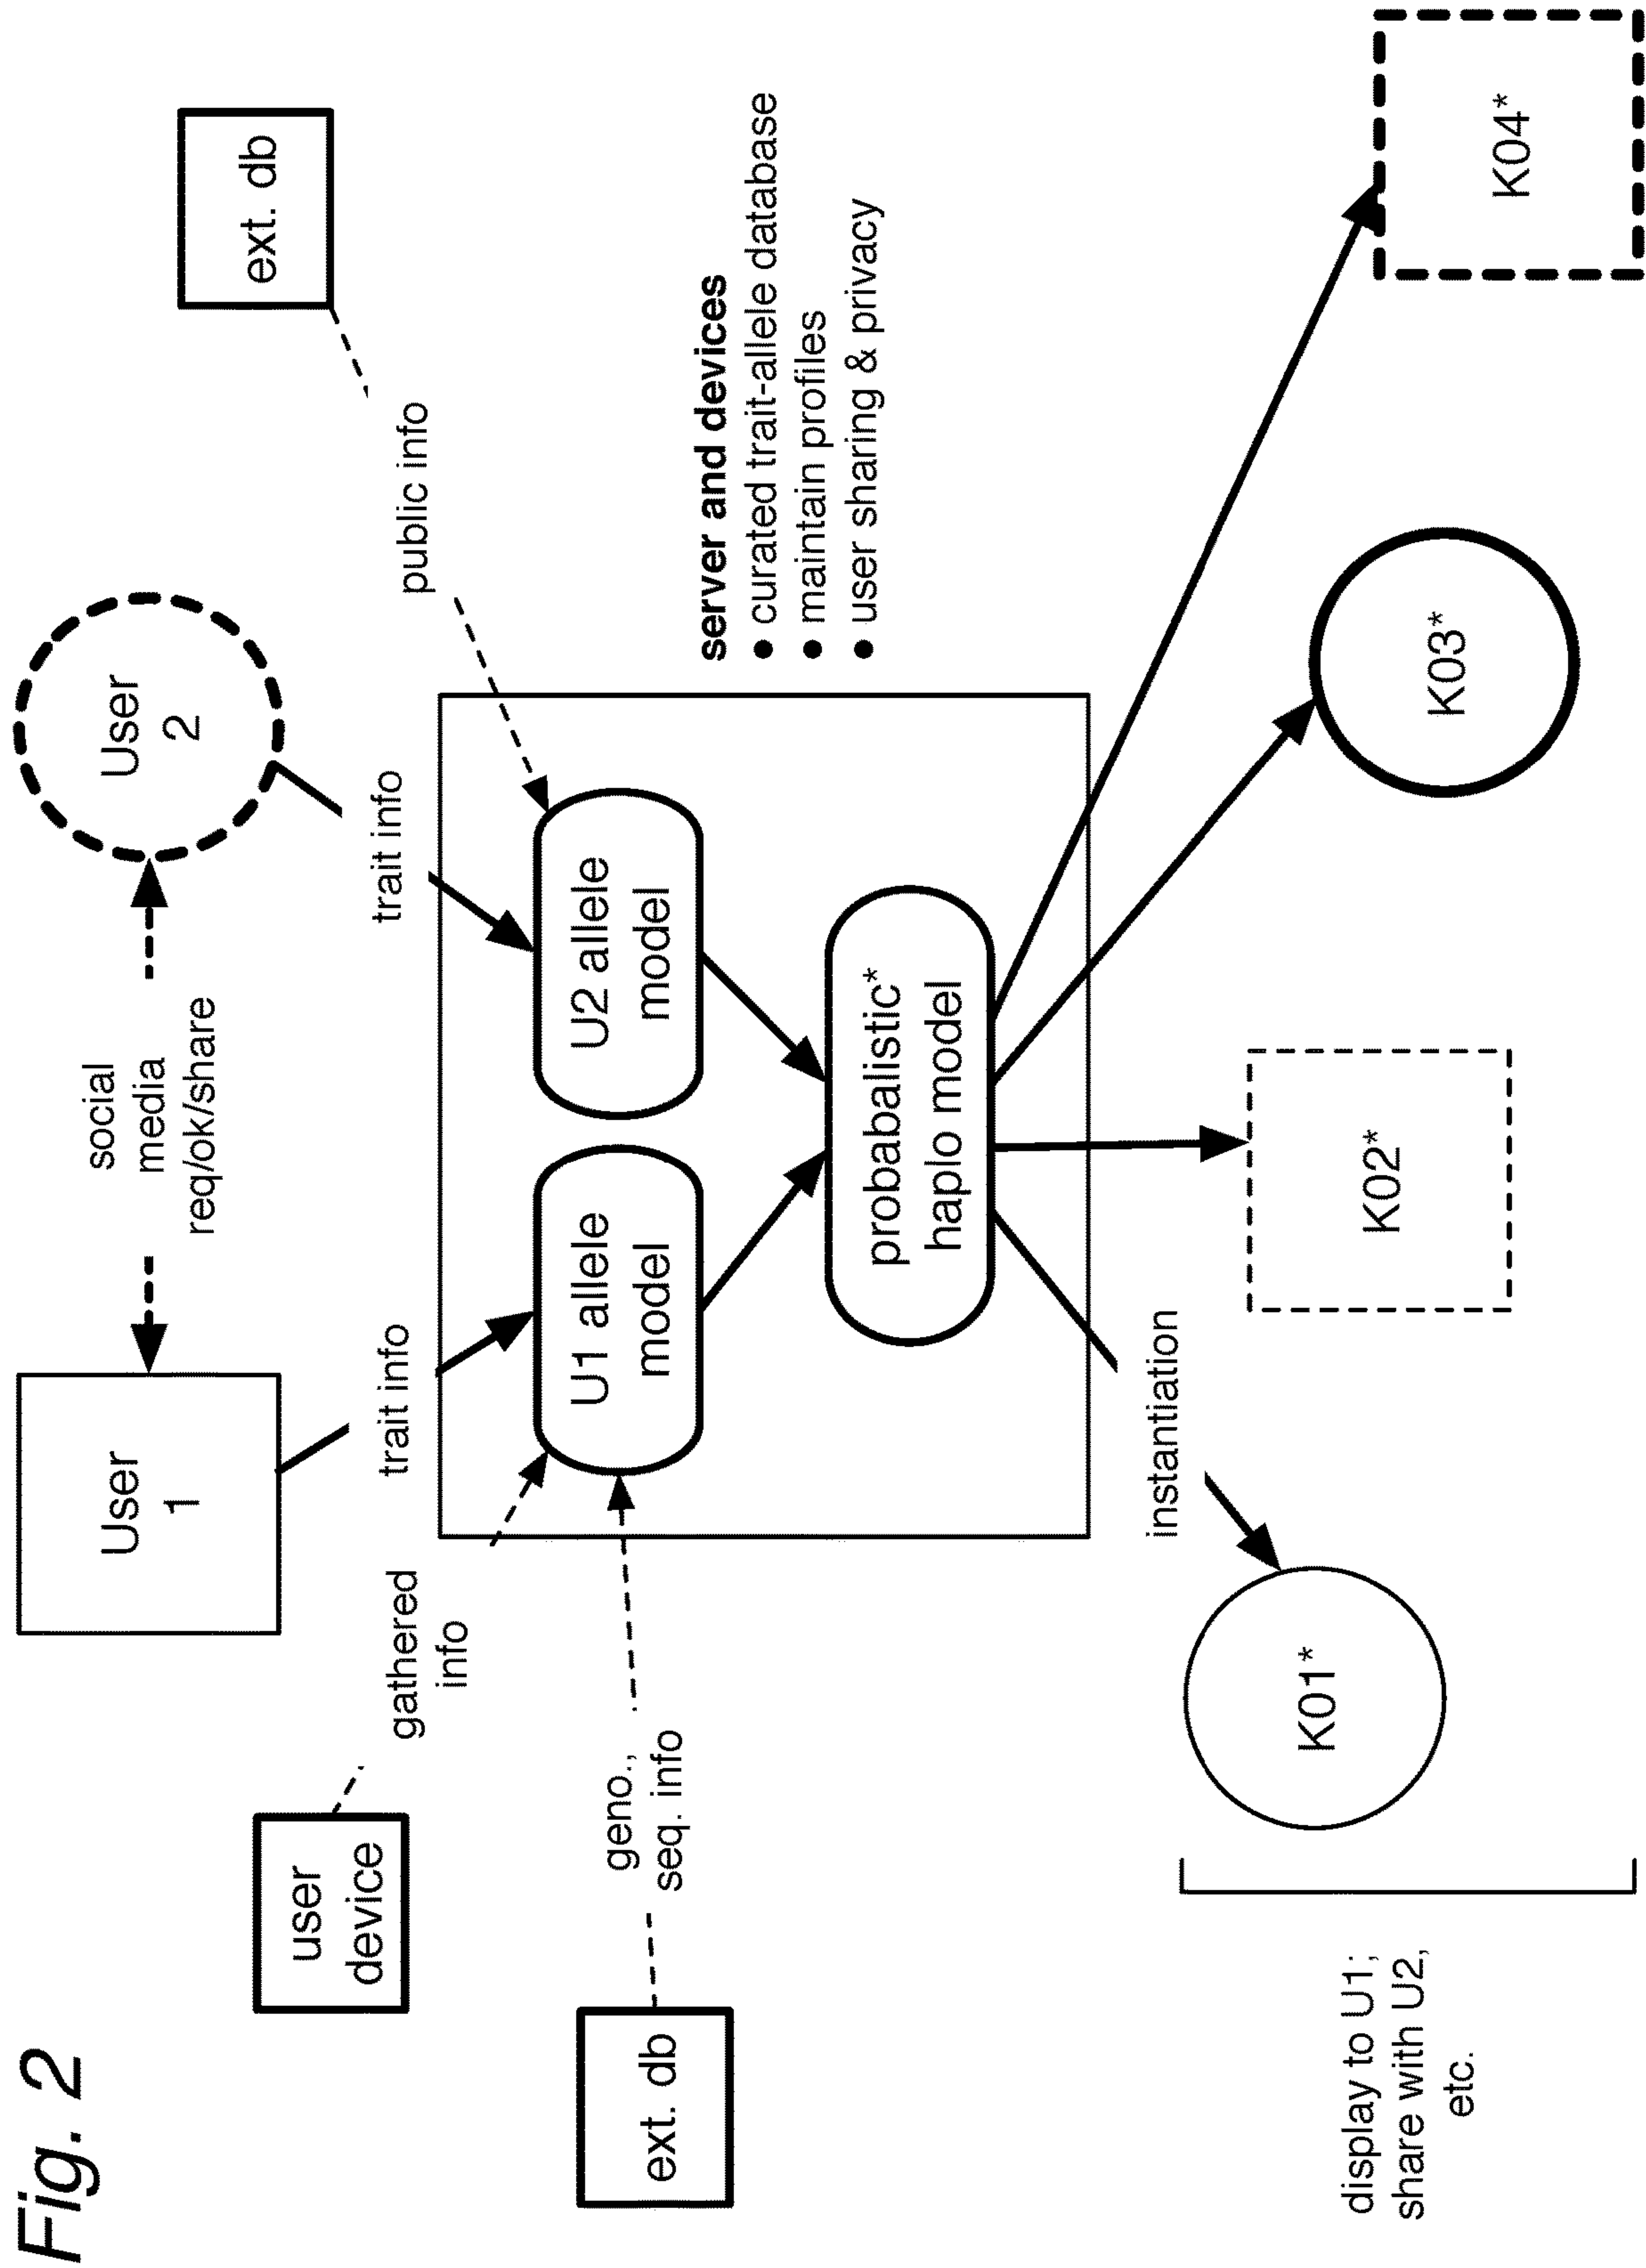 Fig. 2
User
1
social
media
req/ok/share
User
2
user
device
ext. db
gathered
info
trait info
trait info
public info
ext. db
geno.,
seq. info
U1 allele
model
U2 allele
model
server and devices
• curated trait-allele database
• maintain profiles
• user sharing & privacy
probabalistic*
haplo model
instantiation
display to U1;
share with U2,
etc.
K01*
K02*
K03*
K04*